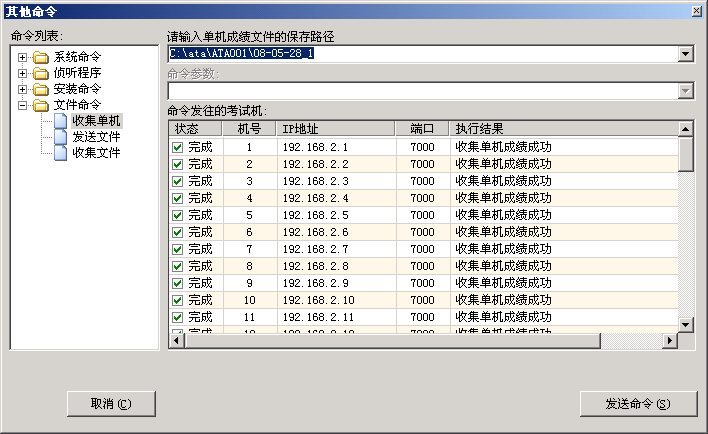 其他命令
命令列表:
系统命令
侦听程序
安装命令
文件命令
收集单机
发送文件
收集文件
请输入单机成绩文件的保存路径
C:\ata\ATA001\08-05-28_1
命令参数:
命令发往的考试机:
状态 机号 IP地址 端口 执行结果
完成 1 192.168.2.1 7000 收集单机成绩成功
完成 2 192.168.2.2 7000 收集单机成绩成功
完成 3 192.168.2.3 7000 收集单机成绩成功
完成 4 192.168.2.4 7000 收集单机成绩成功
完成 5 192.168.2.5 7000 收集单机成绩成功
完成 6 192.168.2.6 7000 收集单机成绩成功
完成 7 192.168.2.7 7000 收集单机成绩成功
完成 8 192.168.2.8 7000 收集单机成绩成功
完成 9 192.168.2.9 7000 收集单机成绩成功
完成 10 192.168.2.10 7000 收集单机成绩成功
完成 11 192.168.2.11 7000 收集单机成绩成功
取消(C)
发送命令(S)